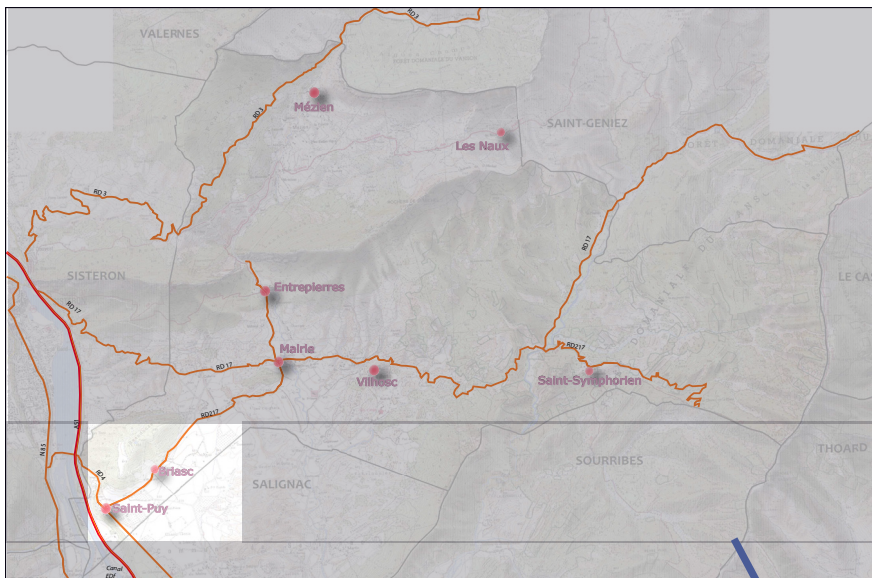 RD 3
VALERNES
Mézien
RD 3
SAINT-GENIEZ
Les Naux
RD 3
RD 17
SISTERON
Entrepierres
LE CAS
RD 17
Mairie
RD 17
RD217
Vilhosc
Saint-Symphorien
RD217
A51
N85
THOARD
SOURRIBES
RD4
Briasc
SALIGNAC
Saint-Puy
Canal
EDF